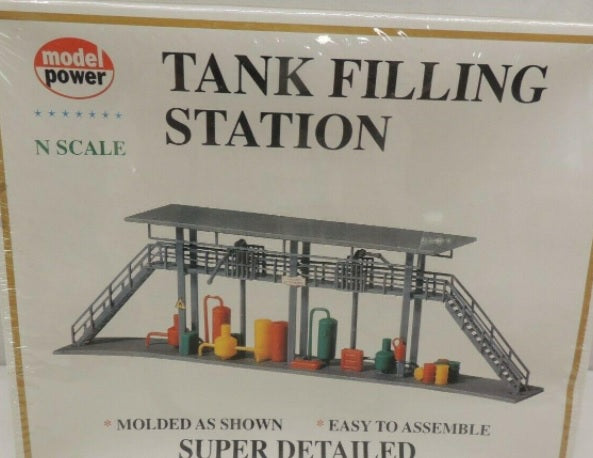 model
power
TANK FILLING
STATION
N SCALE
* MOLDED AS SHOWN * EASY TO ASSEMBLE
SUPER DETAILED